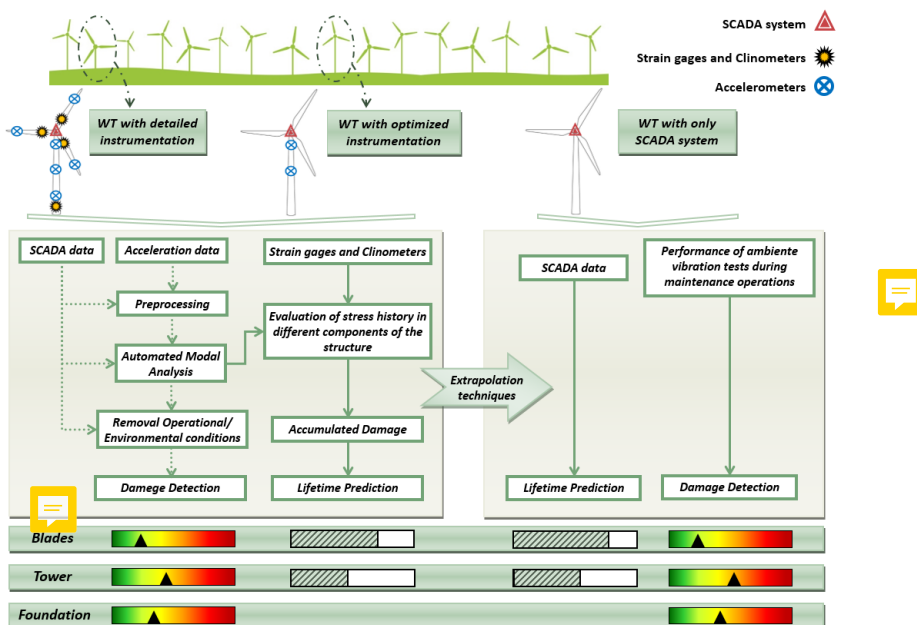 SCADA system
Strain gages and Clinometers
Accelerometers
WT with detailed
instrumentation
WT with optimized
instrumentation
WT with only
SCADA system
SCADA data
Acceleration data
Strain gages and Clinometers
Preprocessing
Evaluation of stress history in
different components of the
structure
Automated Modal
Analysis
Removal Operational/
Environmental conditions
Accumulated Damage
Damege Detection
Lifetime Prediction
Extrapolation
techniques
SCADA data
Performance of ambiente
vibration tests during
maintenance operations
Lifetime Prediction
Damage Detection
Blades
Tower
Foundation